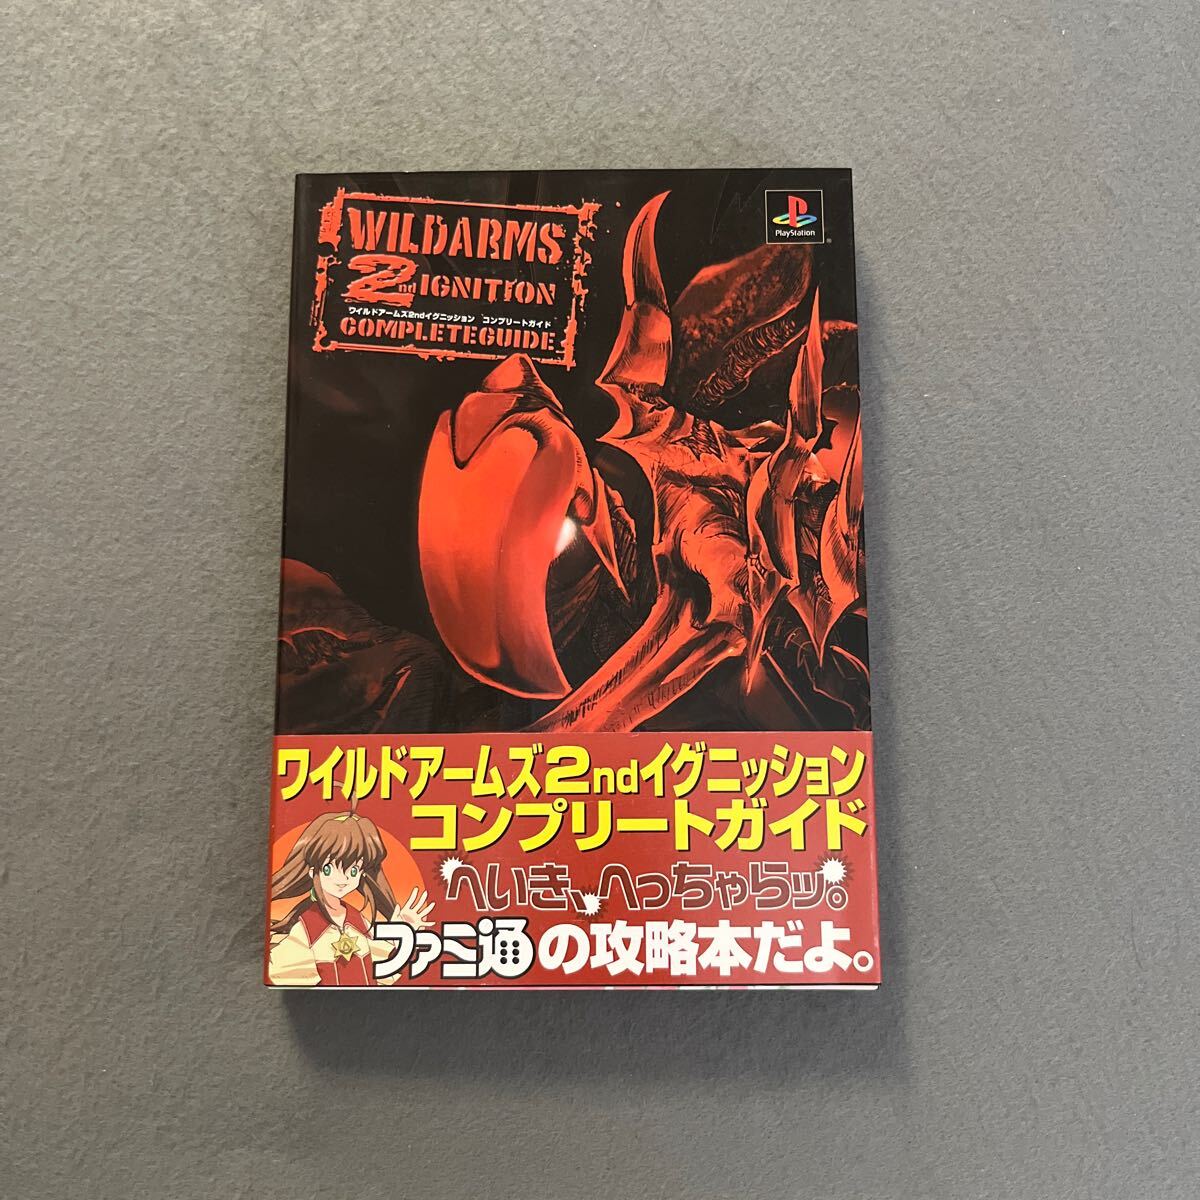 WILDARMS
2nd IGNITION
ワイルドアームズ2ndイグニッション コンプリートガイド
COMPLETEGUIDE
PlayStation
ワイルドアームズ2ndイグニッション
コンプリートガイド
へいき、へっちゃらッ。
ファミ通の攻略本だよ。